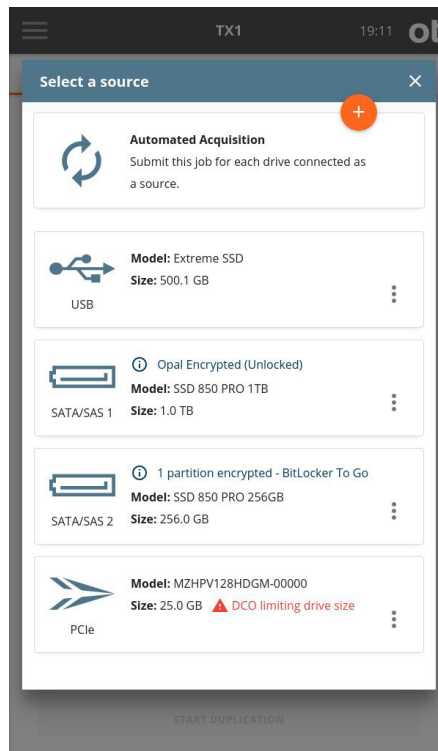 TX1
19:11
Select a source
Automated Acquisition
Submit this job for each drive connected as
a source.
Model: Extreme SSD
Size: 500.1 GB
USB
Opal Encrypted (Unlocked)
Model: SSD 850 PRO 1TB
Size: 1.0 TB
SATA/SAS 1
1 partition encrypted - BitLocker To Go
Model: SSD 850 PRO 256GB
Size: 256.0 GB
SATA/SAS 2
Model: MZHPV128HDGM-00000
Size: 25.0 GB DCO limiting drive size
PCIe
START DUPLICATION